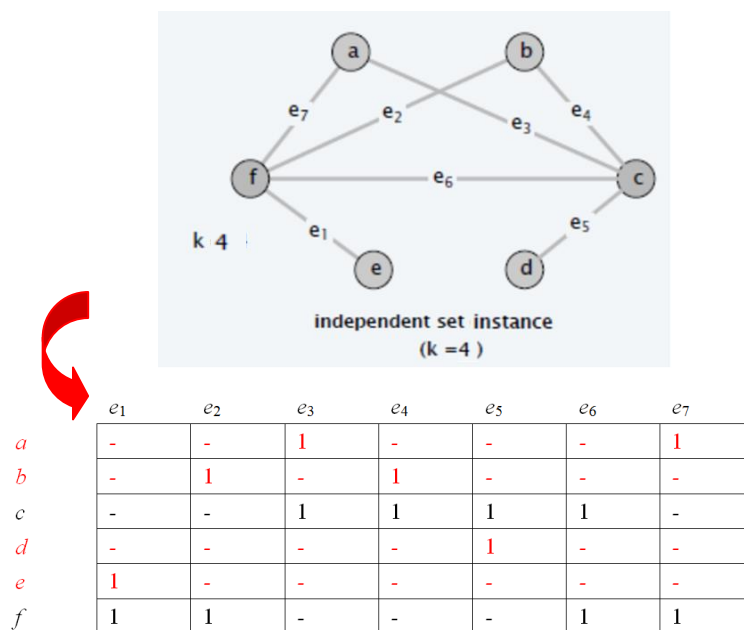 a b
e7 e2 e3 e4
f e6 c
k 4 e1 e5
e d
independent set instance
(k =4 )
e1 e2 e3 e4 e5 e6 e7
a - - 1 - - - 1
b - 1 - 1 - - -
c - - 1 1 1 1 -
d - - - - 1 - -
e 1 - - - - - -
f 1 1 - - - 1 1